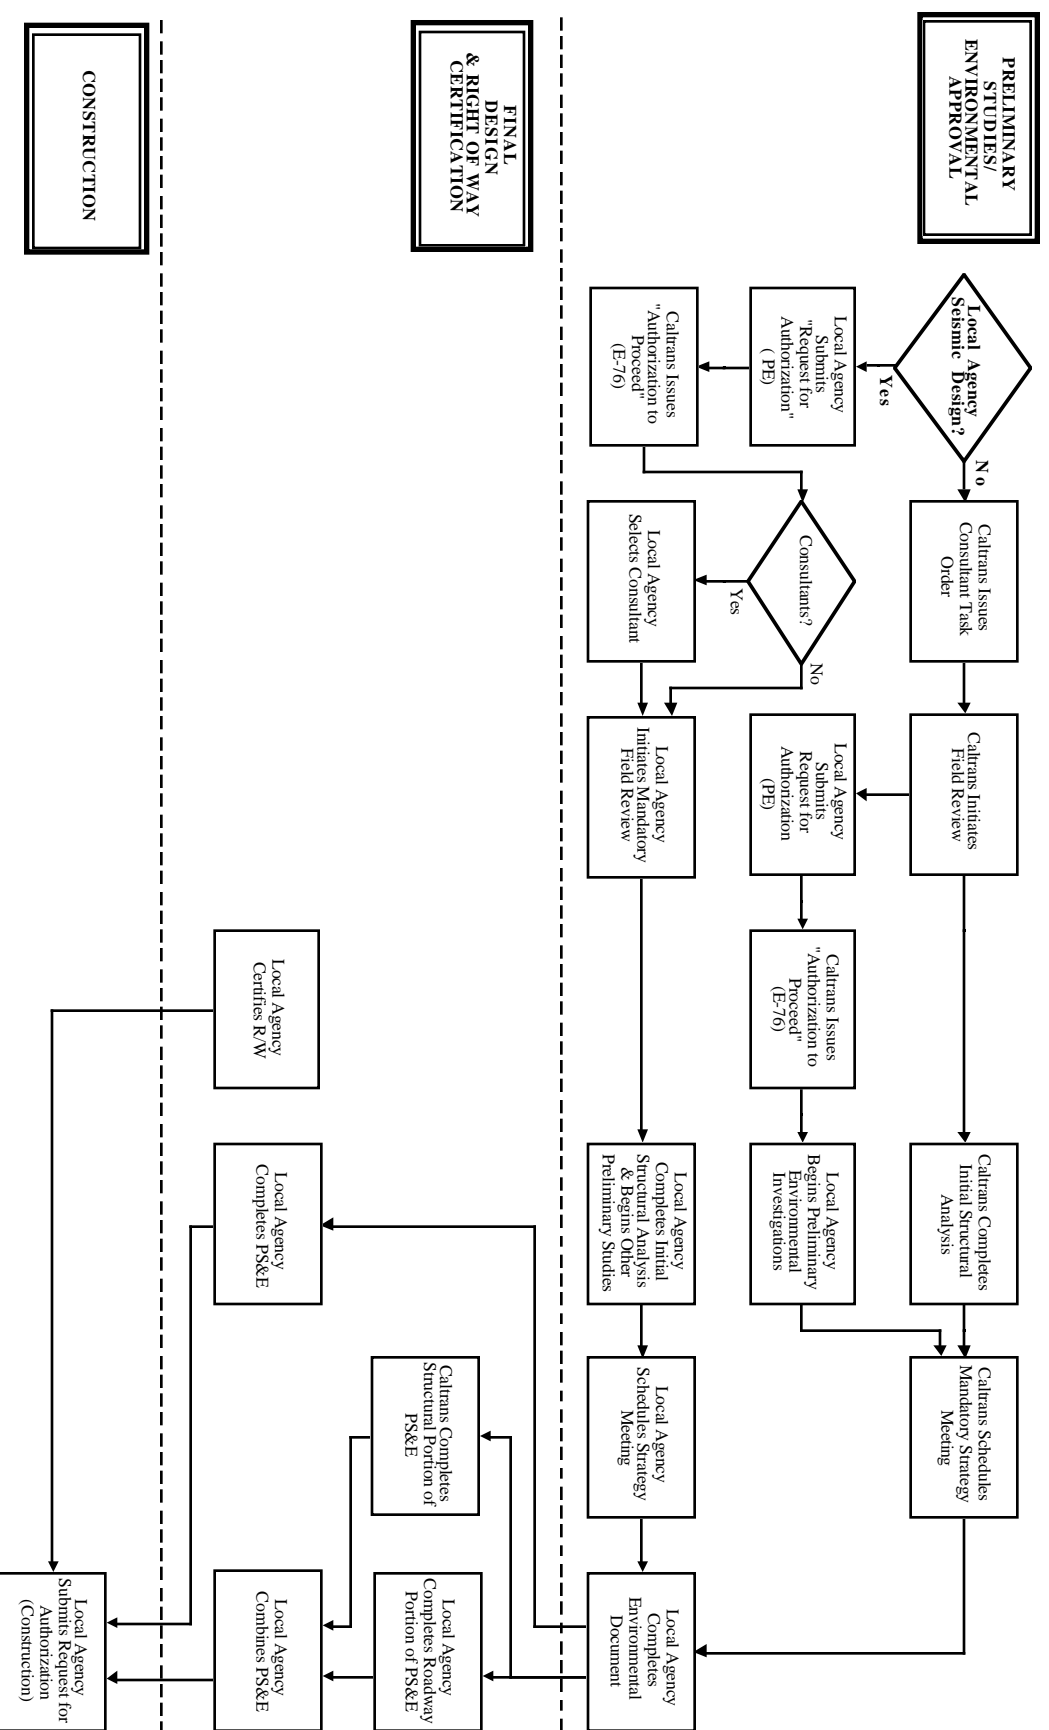 PRELIMINARY
STUDIES/
ENVIRONMENTAL
APPROVAL
Local Agency
Seismic Design?
No
Yes
Caltrans Issues
Consultant Task
Order
Caltrans Initiates
Field Review
Caltrans Completes
Initial Structural
Analysis
Caltrans Schedules
Mandatory Strategy
Meeting
Local Agency
Submits
"Request for
Authorization"
( PE)
Consultants?
No
Yes
Local Agency
Submits
Request for
Authorization
(PE)
Caltrans Issues
"Authorization to
Proceed"
(E-76)
Local Agency
Begins Preliminary
Environmental
Investigations
Caltrans Issues
"Authorization to
Proceed"
(E-76)
Local Agency
Selects Consultant
Local Agency
Initiates Mandatory
Field Review
Local Agency
Completes Initial
Structural Analysis
& Begins Other
Preliminary Studies
Local Agency
Schedules Strategy
Meeting
Local Agency
Completes
Environmental
Document
FINAL
DESIGN
& RIGHT OF WAY
CERTIFICATION
Caltrans Completes
Structural Portion of
PS&E
Local Agency
Completes Roadway
Portion of PS&E
Local Agency
Certifies R/W
Local Agency
Completes PS&E
Local Agency
Combines PS&E
CONSTRUCTION
Local Agency
Submits Request for
Authorization
(Construction)